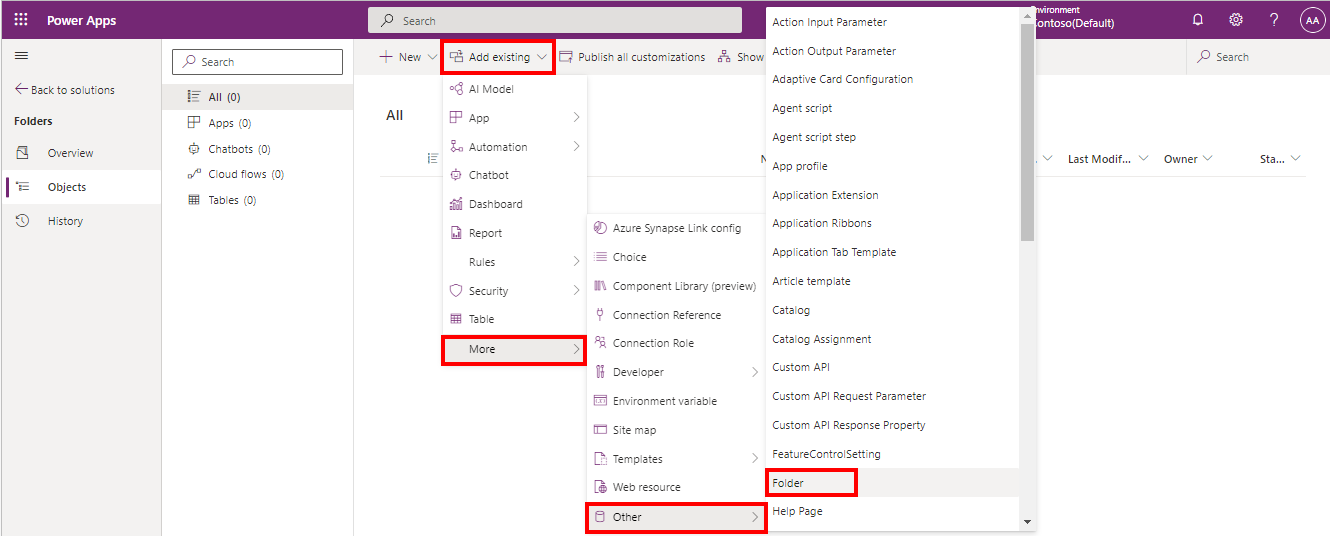 Power Apps
Search
Environment
Contoso(Default)
AA
Back to solutions
Folders
Overview
Objects
History
Search
All (0)
Apps (0)
Chatbots (0)
Cloud flows (0)
Tables (0)
New
Add existing
Publish all customizations
Show
Search
All
Last Modif...
Owner
Sta...
AI Model
App
Automation
Chatbot
Dashboard
Report
Rules
Security
Table
More
Azure Synapse Link config
Choice
Component Library (preview)
Connection Reference
Connection Role
Developer
Environment variable
Site map
Templates
Web resource
Other
Action Input Parameter
Action Output Parameter
Adaptive Card Configuration
Agent script
Agent script step
App profile
Application Extension
Application Ribbons
Application Tab Template
Article template
Catalog
Catalog Assignment
Custom API
Custom API Request Parameter
Custom API Response Property
FeatureControlSetting
Folder
Help Page